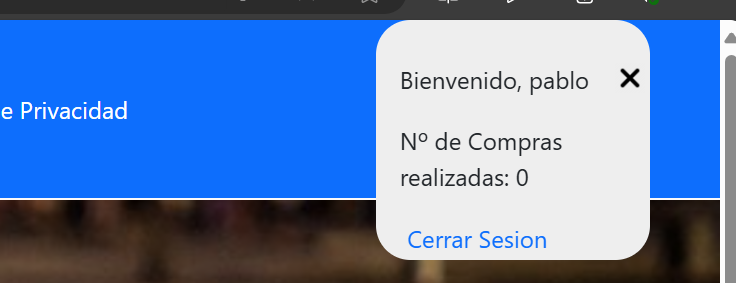 e Privacidad
Bienvenido, pablo
Nº de Compras
realizadas: 0
Cerrar Sesion